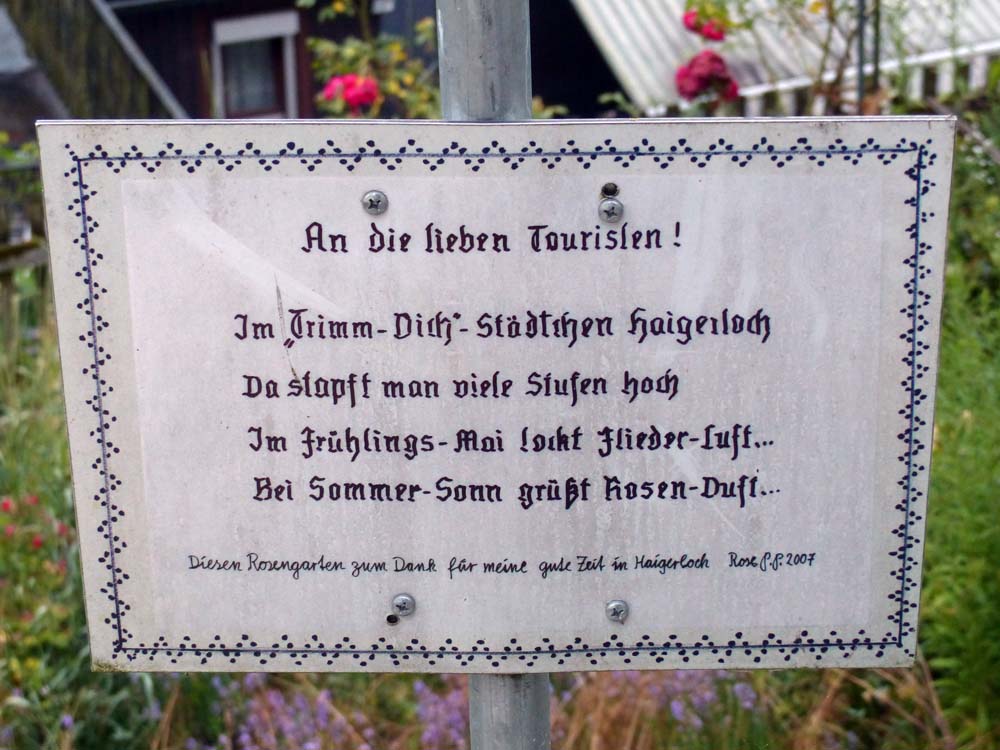 An die lieben Touristen!
Im „Trimm-Dich"-Städtchen Haigerloch
Da stapft man viele Stufen hoch
Im Frühlings-Mai lockt Flieder-Luft...
Bei Sommer-Sonn grüßt Rosen-Duft...
Diesen Rosengarten zum Dank für meine gute Zeit in Haigerloch Rose 2007